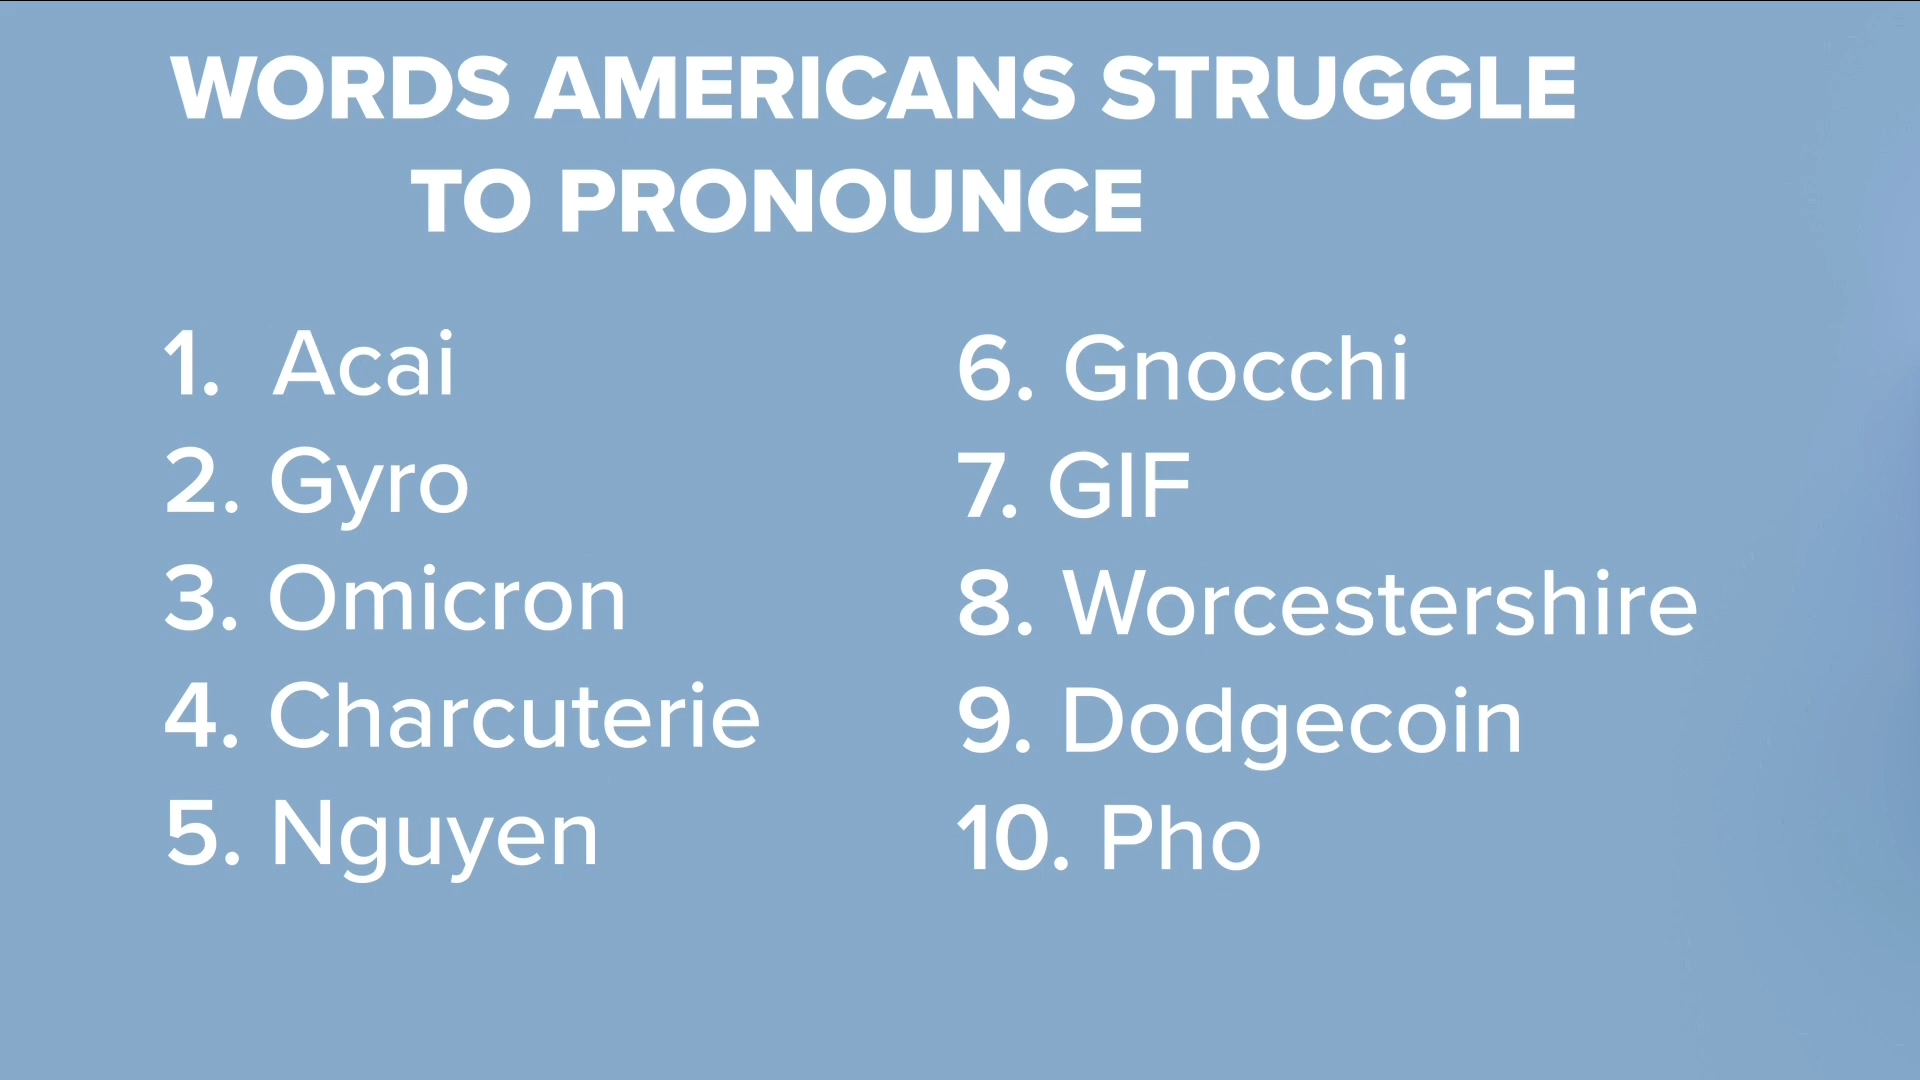 WORDS AMERICANS STRUGGLE
TO PRONOUNCE
1. Acai
2. Gyro
3. Omicron
4. Charcuterie
5. Nguyen
6. Gnocchi
7. GIF
8. Worcestershire
9. Dodgecoin
10. Pho